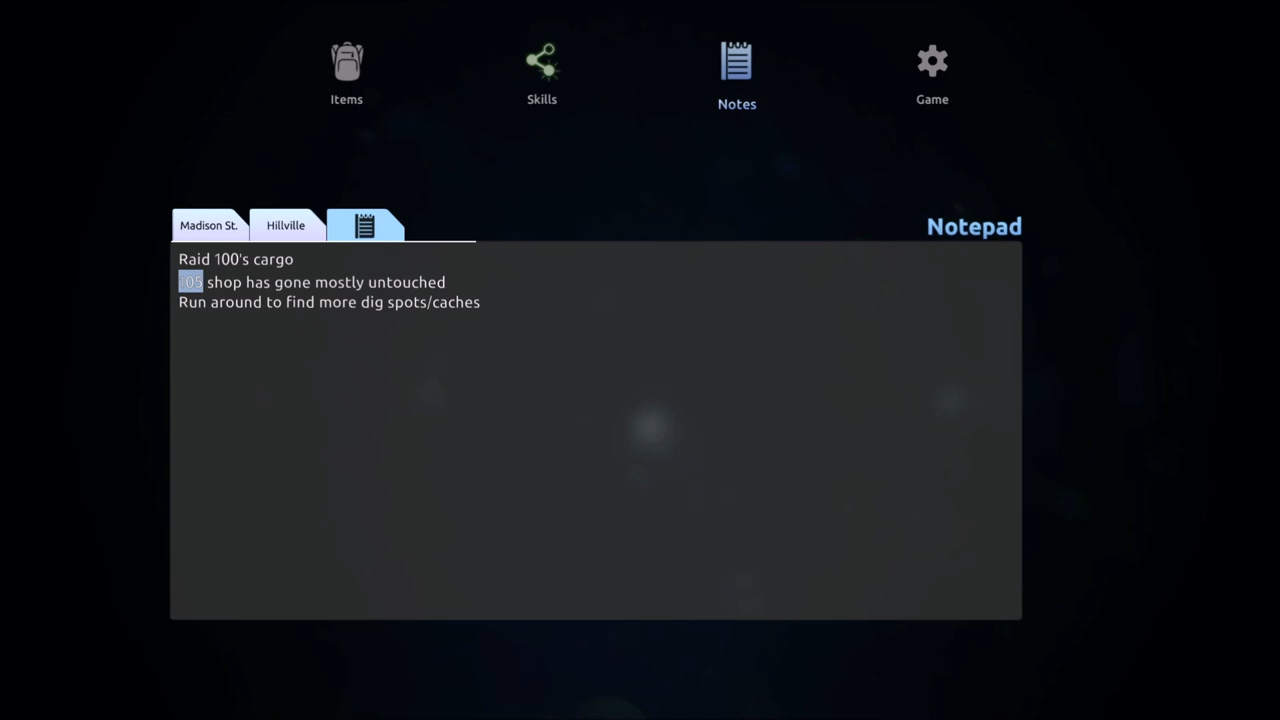 Items
Skills
Notes
Game
Madison St.
Hillville
Notepad
Raid 100's cargo
105 shop has gone mostly untouched
Run around to find more dig spots/caches